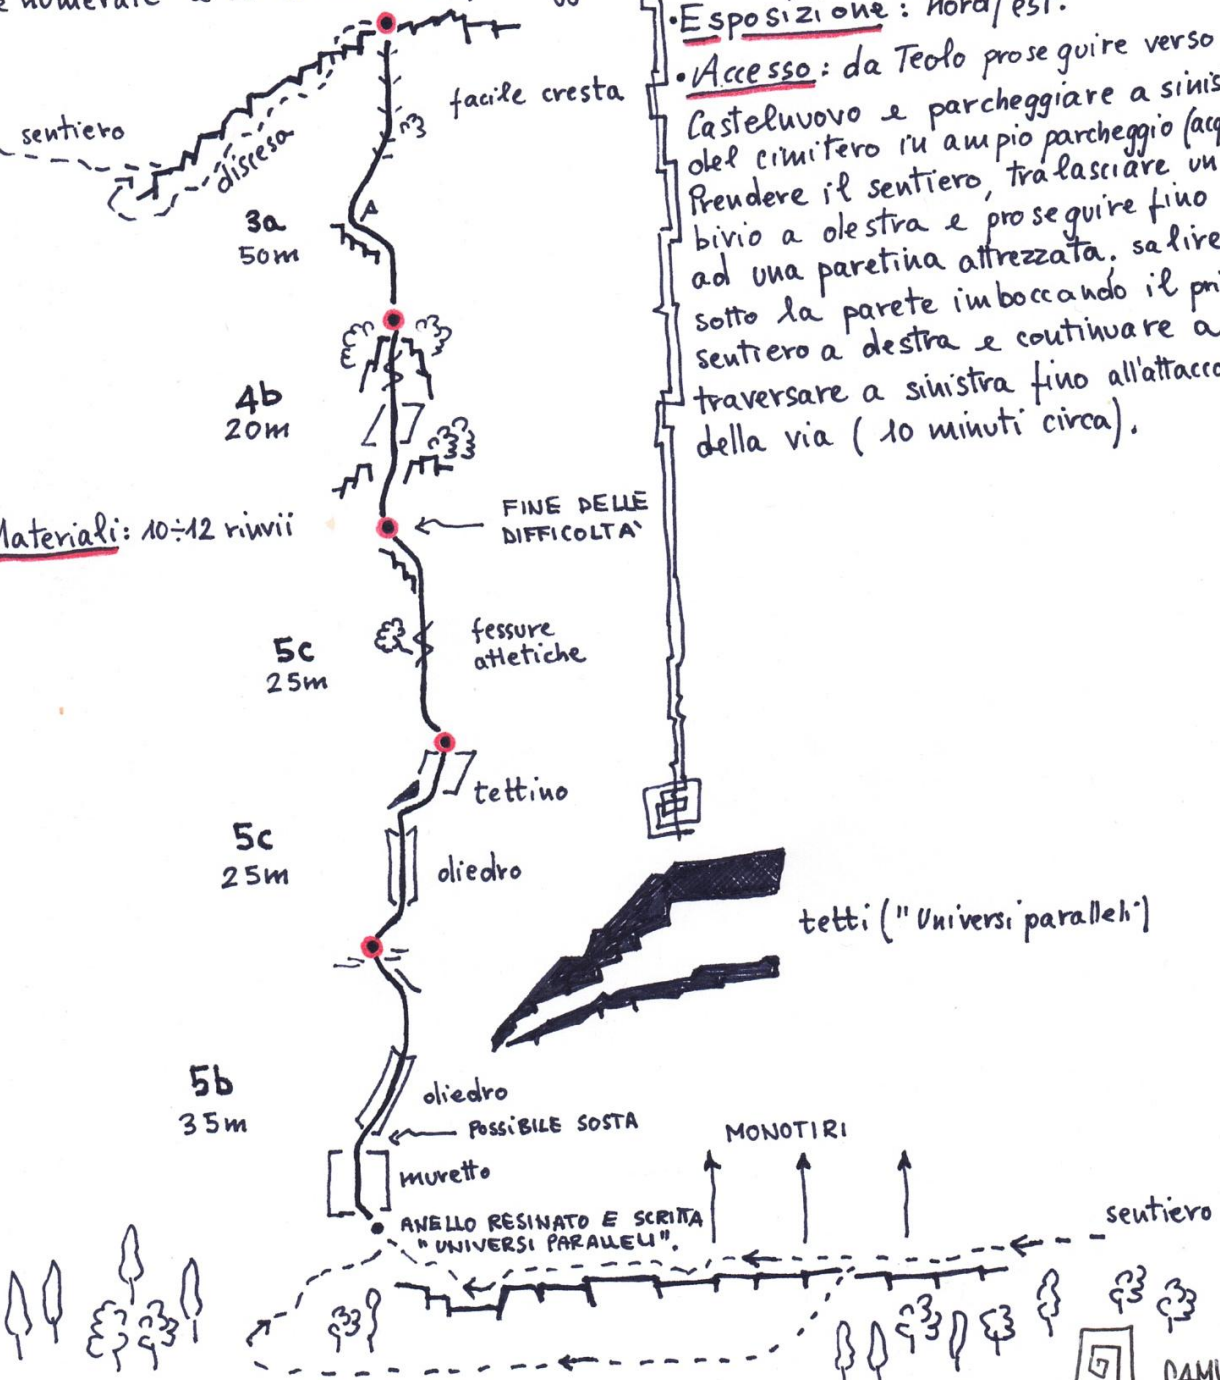 numerate
•Esposizione: nord/est.
•Accesso: da Teolo proseguire verso
Castelnuovo e parcheggiare a
del cimitero in ampio parcheggio
Prendere il sentiero, tralasciare un
bivio a destra e proseguire fino
ad una paretina attrezzata. salire
sotto la parete imboccando il
sentiero a destra e continuare a
traversare a sinistra fino all'attacco
della via (10 minuti circa).
sentiero
discesa
facile cresta
3a
50m
4b
20m
Materiali: 10÷12 rinvii
FINE DELLE
DIFFICOLTA'
5c
25m
fessure
atletiche
tettino
5c
25m
diedro
tetti ("Universi paralleli")
5b
35m
diedro
POSSIBILE SOSTA
MONOTIRI
muretto
ANELLO RESINATO E SCRITTA
"UNIVERSI PARALLELI".
sentiero